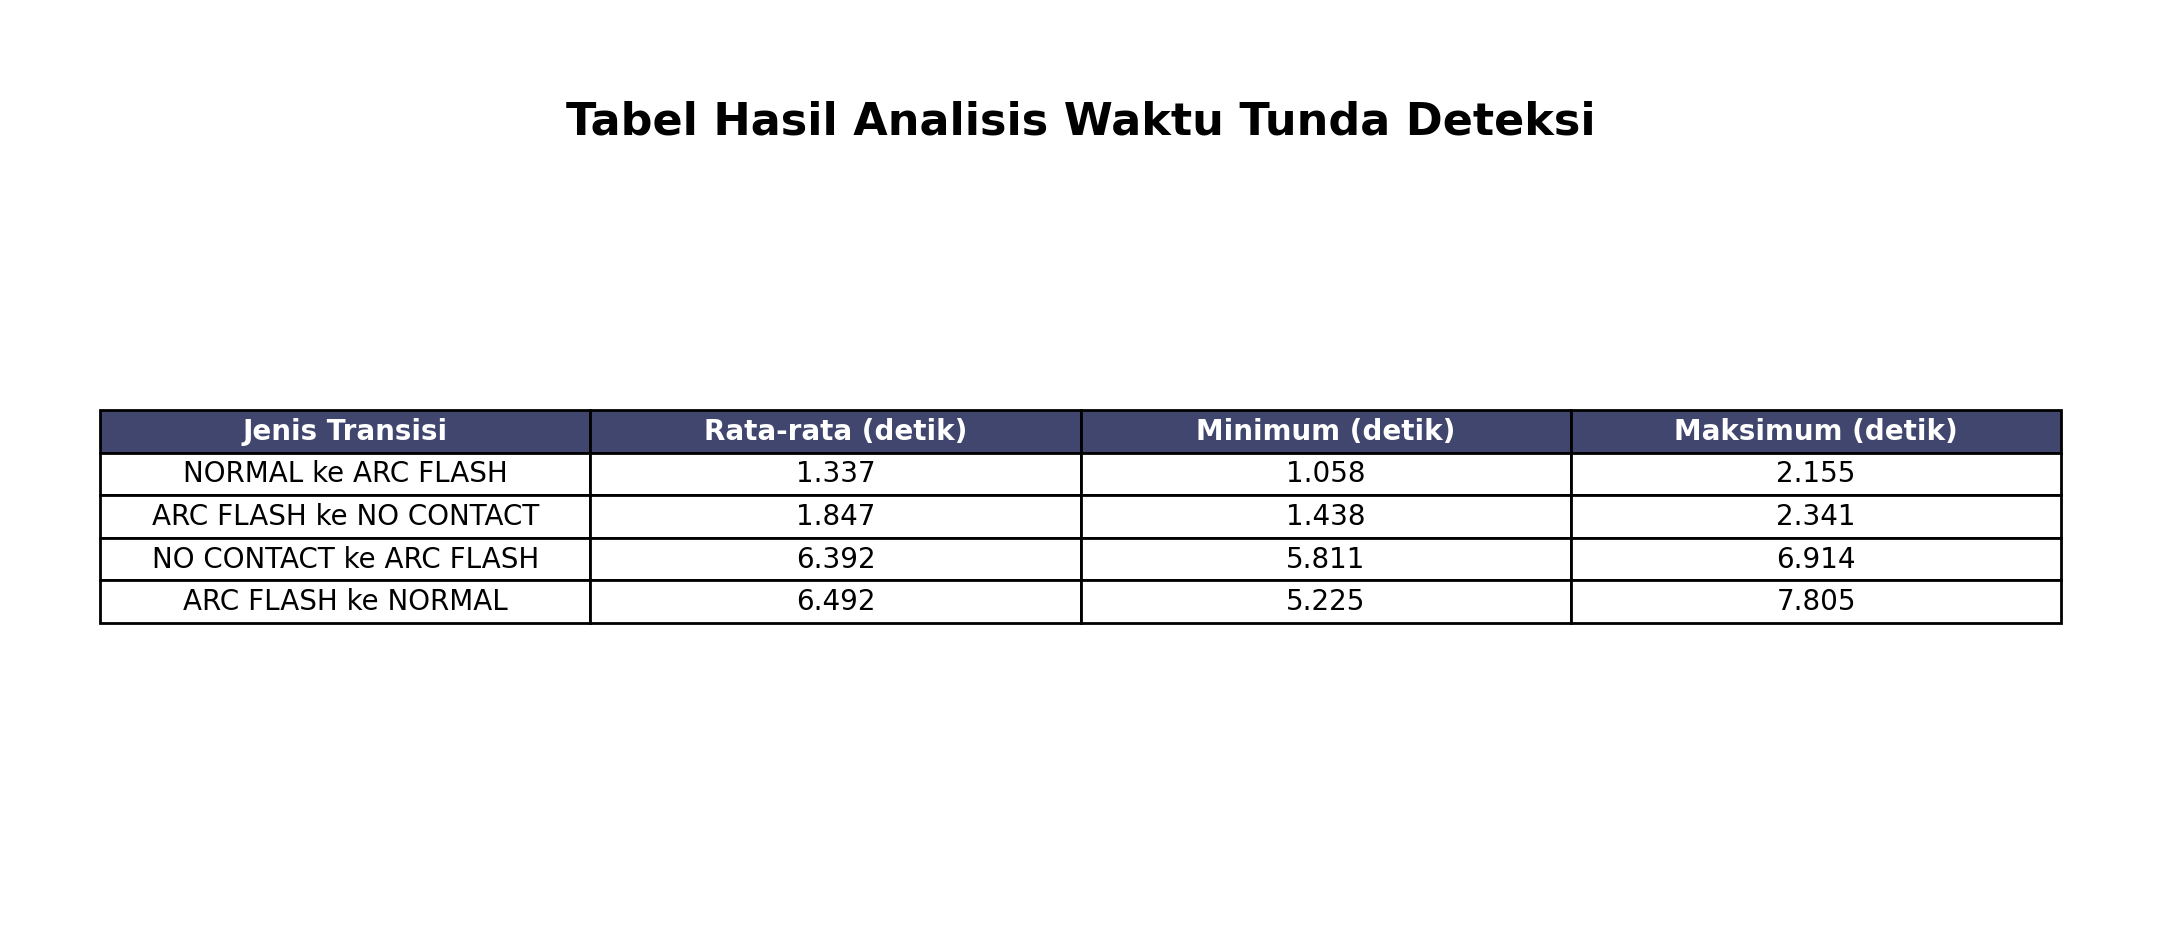 Tabel Hasil Analisis Waktu Tunda Deteksi
Jenis Transisi Rata-rata (detik) Minimum (detik) Maksimum (detik)
NORMAL ke ARC FLASH 1.337 1.058 2.155
ARC FLASH ke NO CONTACT 1.847 1.438 2.341
NO CONTACT ke ARC FLASH 6.392 5.811 6.914
ARC FLASH ke NORMAL 6.492 5.225 7.805